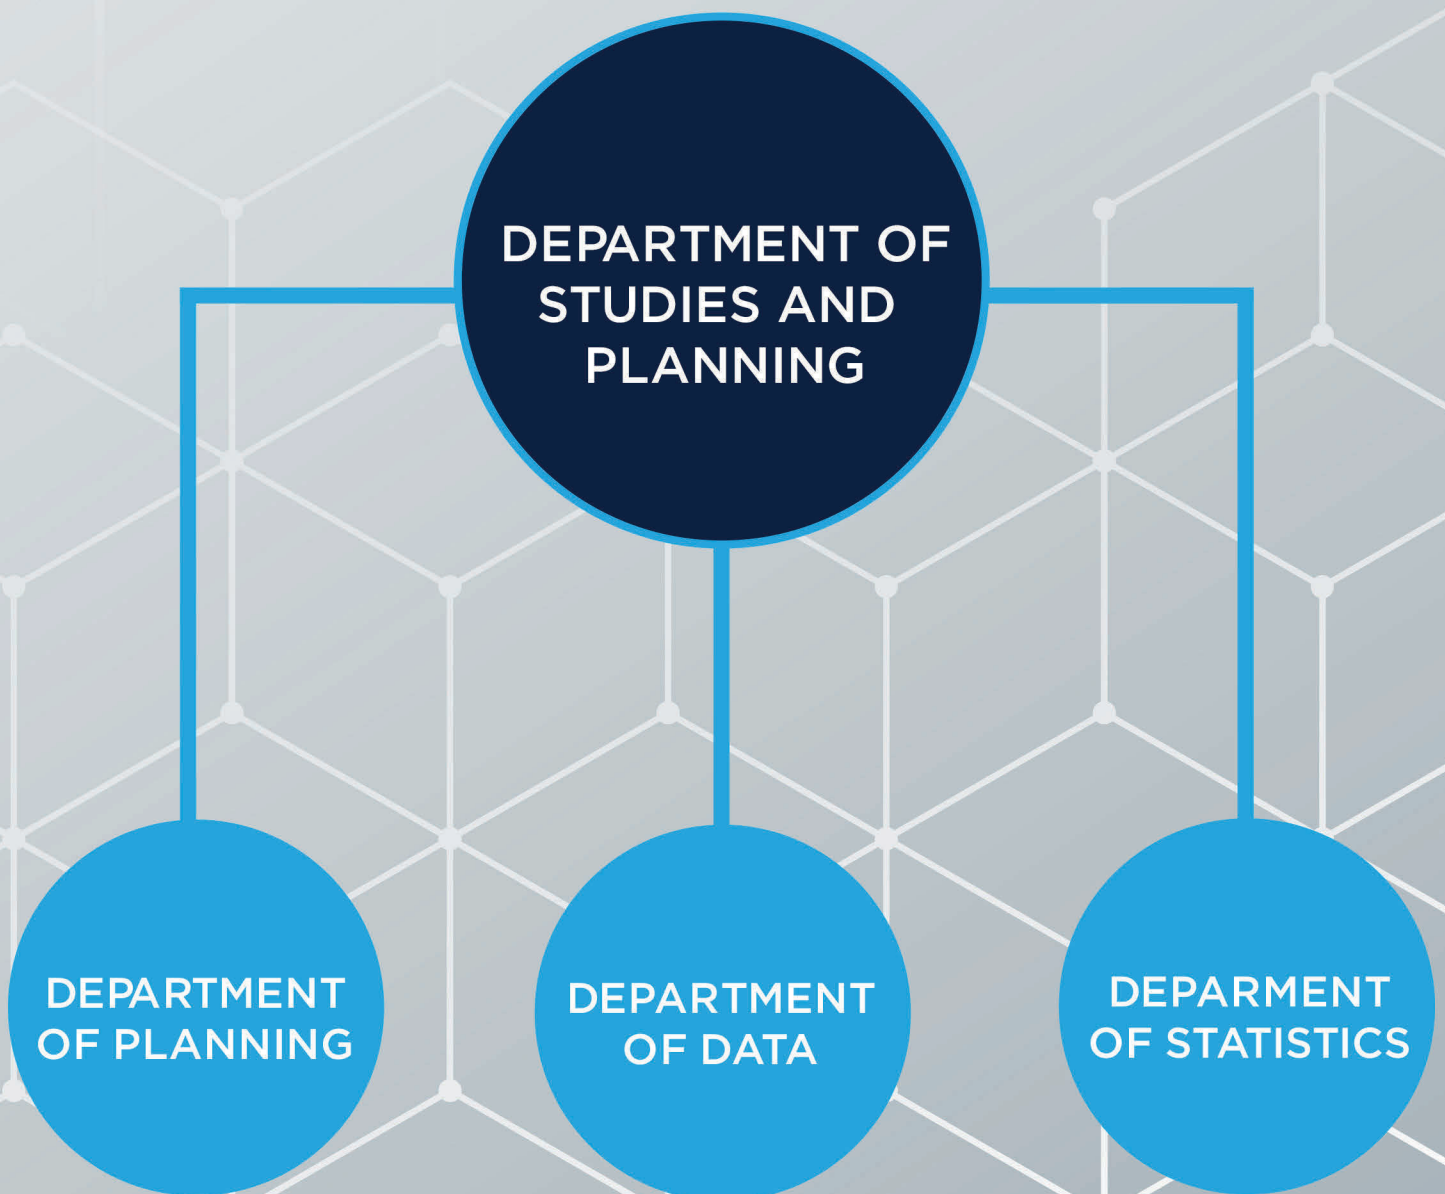 DEPARTMENT OF
STUDIES AND
PLANNING
DEPARTMENT
OF PLANNING
DEPARTMENT
OF DATA
DEPARMENT
OF STATISTICS